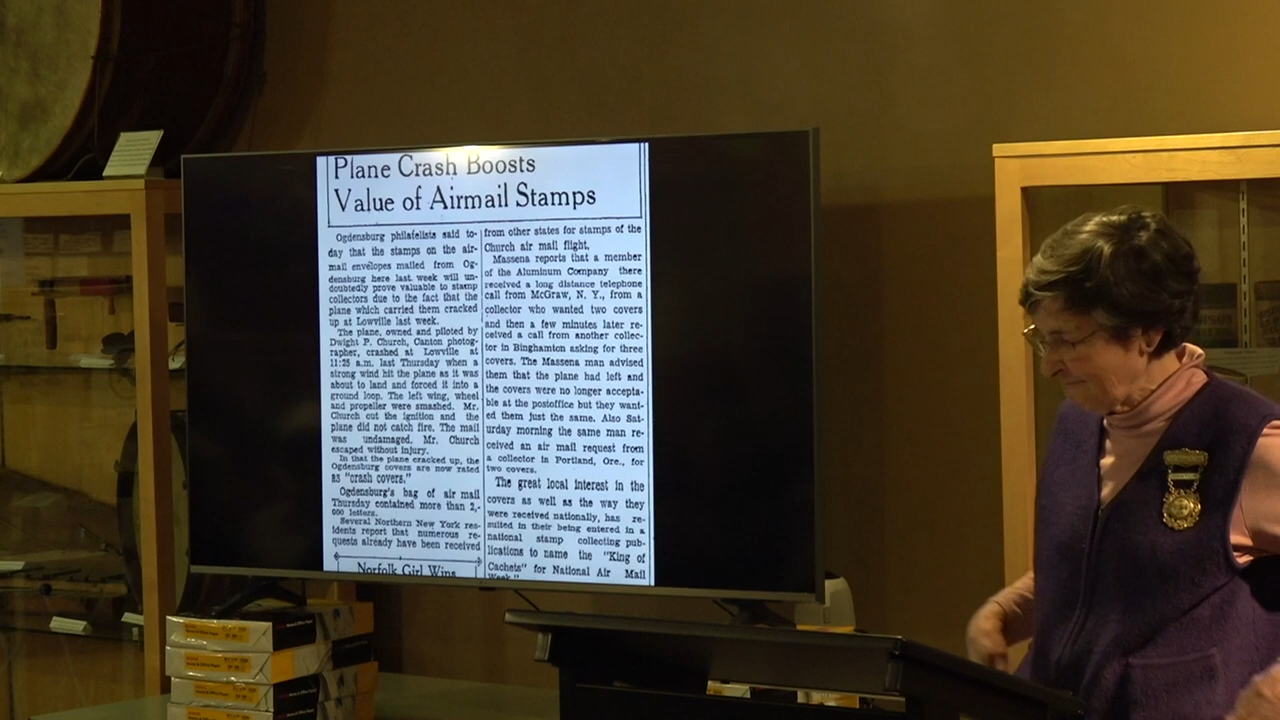 Plane Crash Boosts
Value of Airmail Stamps
Ogdensburg philatelists said to-
day that the stamps on the air-
mail envelopes mailed from Og-
densburg here last week will un-
doubtedly prove valuable to stamp
collectors due to the fact that the
plane which carried them cracked
up at Lowville last week.
The plane, owned and piloted by
Dwight P. Church, Canton photog-
rapher, crashed at Lowville at
11:25 a.m. last Thursday when a
strong wind hit the plane as it was
about to land and forced it into a
ground loop. The left wing, wheel
and propeller were smashed. Mr.
Church cut the ignition and the
plane did not catch fire. The mail
was undamaged. Mr. Church
escaped without injury.
In that the plane cracked up, the
Ogdensburg covers are now rated
as "crash covers."
Ogdensburg's bag of air mail
Thursday contained more than 2,-
000 letters.
Several Northern New York res-
idents report that numerous re-
quests already have been received
Norfolk Girl Wins
from other states for stamps of the
Church air mail flight.
Massena reports that a member
of the Aluminum Company there
received a long distance telephone
call from McGraw, N. Y., from a
collector who wanted two covers
and then a few minutes later re-
ceived a call from another collec-
tor in Binghamton asking for three
covers. The Massena man advised
them that the plane had left and
the covers were no longer accepta-
ble at the postoffice but they want-
ed them just the same. Also Sat-
urday morning the same man re-
ceived an air mail request from
a collector in Portland, Ore., for
two covers.
The great local interest in the
covers as well as the way they
were received nationally, has re-
sulted in their being entered in a
national stamp collecting pub-
lications to name the "King of
Cachets" for National Air Mail
Week."